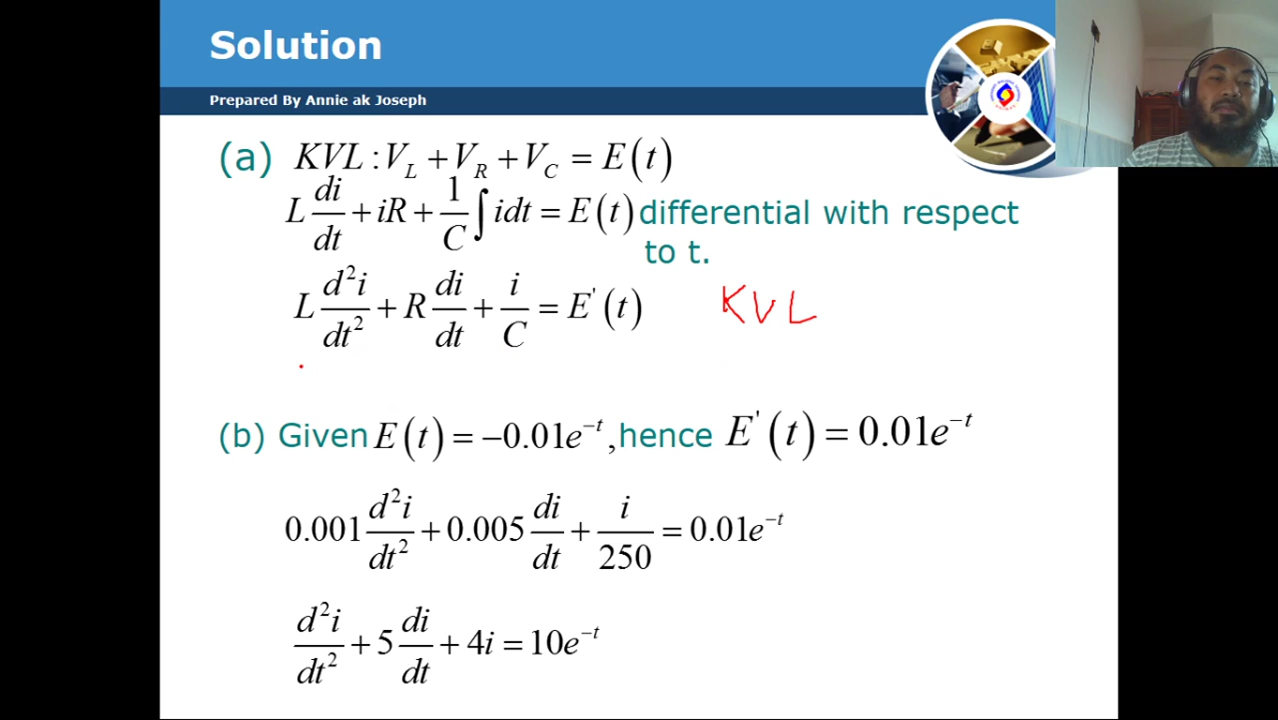 Solution
Prepared By Annie ak Joseph
(a) KVL : V_L + V_R + V_C = E(t)
L di/dt + iR + 1/C ∫ idt = E(t) differential with respect
to t.
L d²i/dt² + R di/dt + i/C = E'(t)
KVL
(b) Given E(t) = −0.01e^{−t}, hence E'(t) = 0.01e^{−t}
0.001 d²i/dt² + 0.005 di/dt + i/250 = 0.01e^{−t}
d²i/dt² + 5 di/dt + 4i = 10e^{−t}